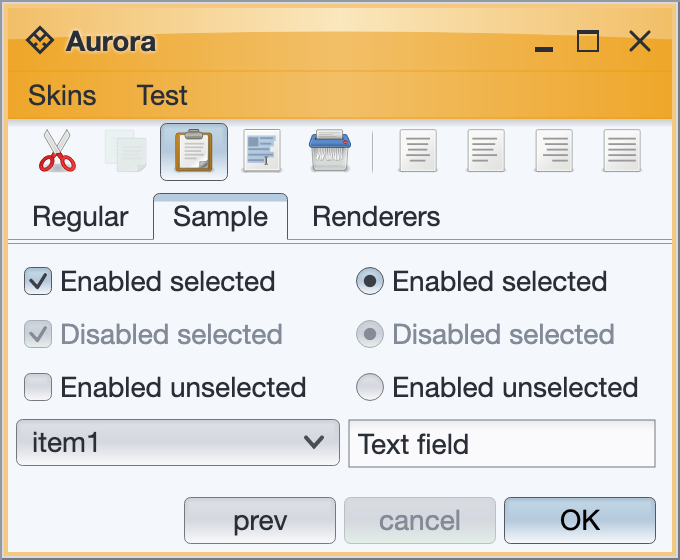 Aurora
Skins Test
Regular Sample Renderers
Enabled selected Enabled selected
Disabled selected Disabled selected
Enabled unselected Enabled unselected
item1 Text field
prev cancel OK